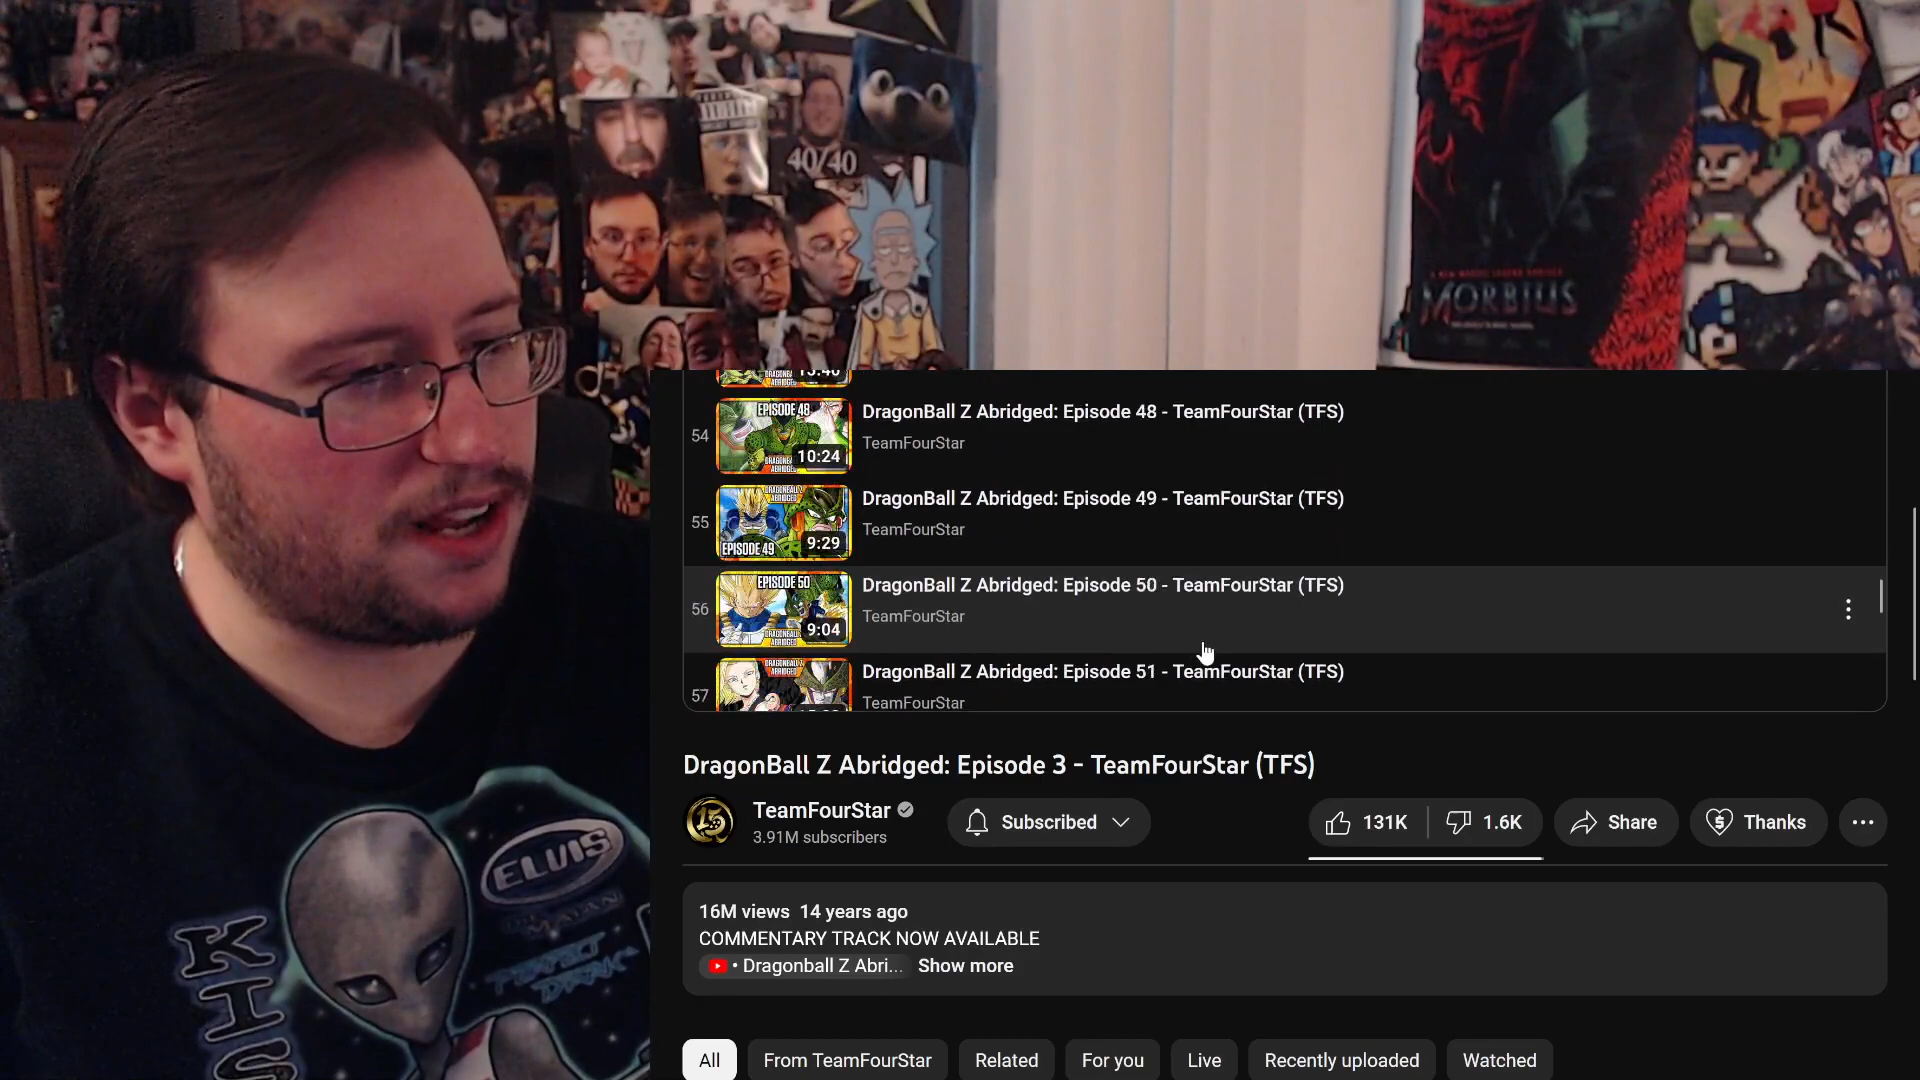 40/40
MORBIUS
13:40
54
EPISODE 48
10:24
DragonBall Z Abridged: Episode 48 - TeamFourStar (TFS)
TeamFourStar
55
EPISODE 49
9:29
DragonBall Z Abridged: Episode 49 - TeamFourStar (TFS)
TeamFourStar
56
EPISODE 50
9:04
DragonBall Z Abridged: Episode 50 - TeamFourStar (TFS)
TeamFourStar
57
DragonBall Z Abridged: Episode 51 - TeamFourStar (TFS)
TeamFourStar
DragonBall Z Abridged: Episode 3 - TeamFourStar (TFS)
15
TeamFourStar
3.91M subscribers
Subscribed
131K
1.6K
Share
Thanks
16M views 14 years ago
COMMENTARY TRACK NOW AVAILABLE
• Dragonball Z Abri... Show more
All
From TeamFourStar
Related
For you
Live
Recently uploaded
Watched
ELVIS
KIS